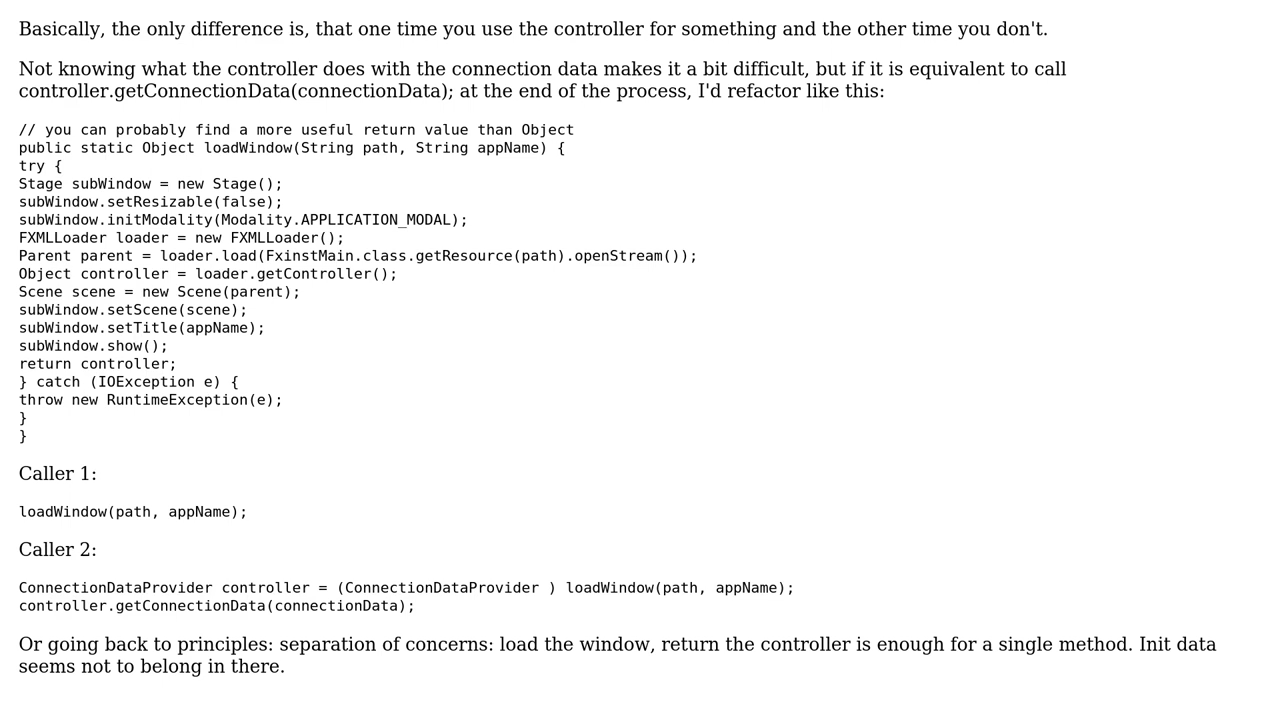 Basically, the only difference is, that one time you use the controller for something and the other time you don't.
Not knowing what the controller does with the connection data makes it a bit difficult, but if it is equivalent to call
controller.getConnectionData(connectionData); at the end of the process, I'd refactor like this:
// you can probably find a more useful return value than Object
public static Object loadWindow(String path, String appName) {
try {
Stage subWindow = new Stage();
subWindow.setResizable(false);
subWindow.initModality(Modality.APPLICATION_MODAL);
FXMLLoader loader = new FXMLLoader();
Parent parent = loader.load(FxinstMain.class.getResource(path).openStream());
Object controller = loader.getController();
Scene scene = new Scene(parent);
subWindow.setScene(scene);
subWindow.setTitle(appName);
subWindow.show();
return controller;
} catch (IOException e) {
throw new RuntimeException(e);
}
}
Caller 1:
loadWindow(path, appName);
Caller 2:
ConnectionDataProvider controller = (ConnectionDataProvider ) loadWindow(path, appName);
controller.getConnectionData(connectionData);
Or going back to principles: separation of concerns: load the window, return the controller is enough for a single method. Init data
seems not to belong in there.